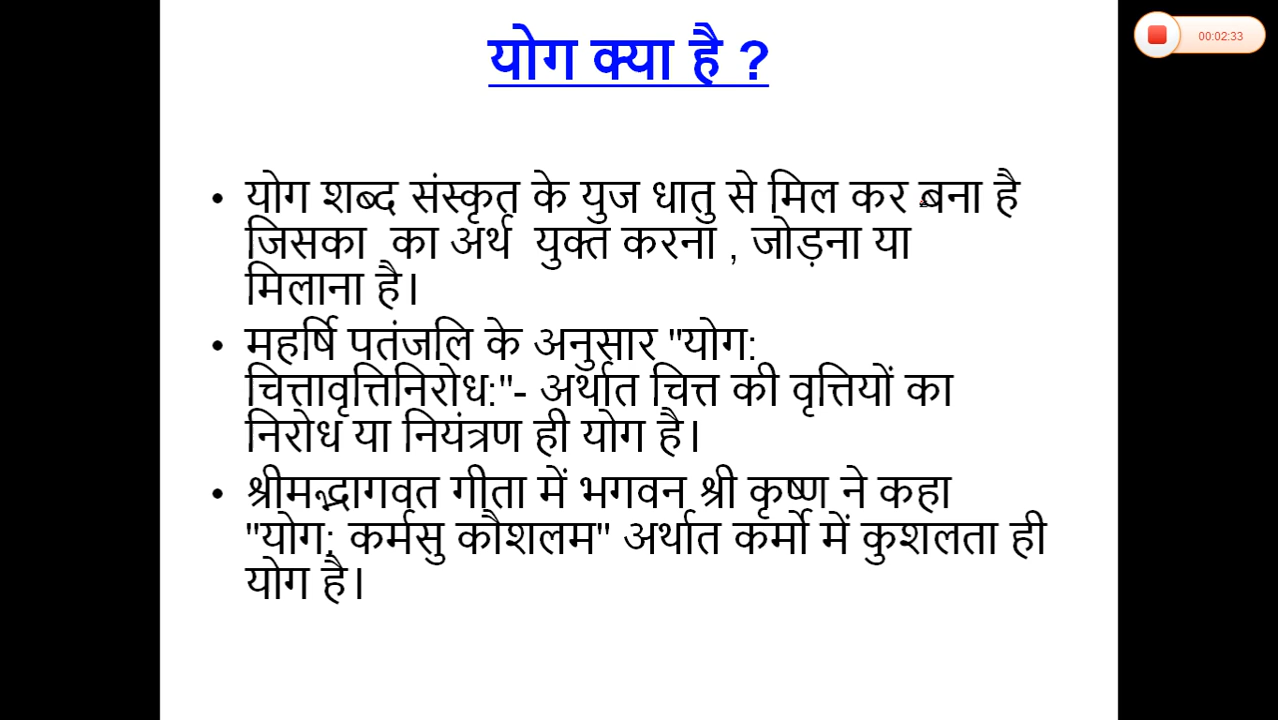 योग क्या है ?
00:02:33
• योग शब्द संस्कृत के युज धातु से मिल कर बना है
जिसका का अर्थ युक्त करना , जोड़ना या
मिलाना है।
• महर्षि पतंजलि के अनुसार "योग:
चित्तावृत्तिनिरोध:"- अर्थात चित्त की वृत्तियों का
निरोध या नियंत्रण ही योग है।
• श्रीमद्भागवत गीता में भगवन श्री कृष्ण ने कहा
"योग: कर्मसु कौशलम" अर्थात कर्मो में कुशलता ही
योग है।